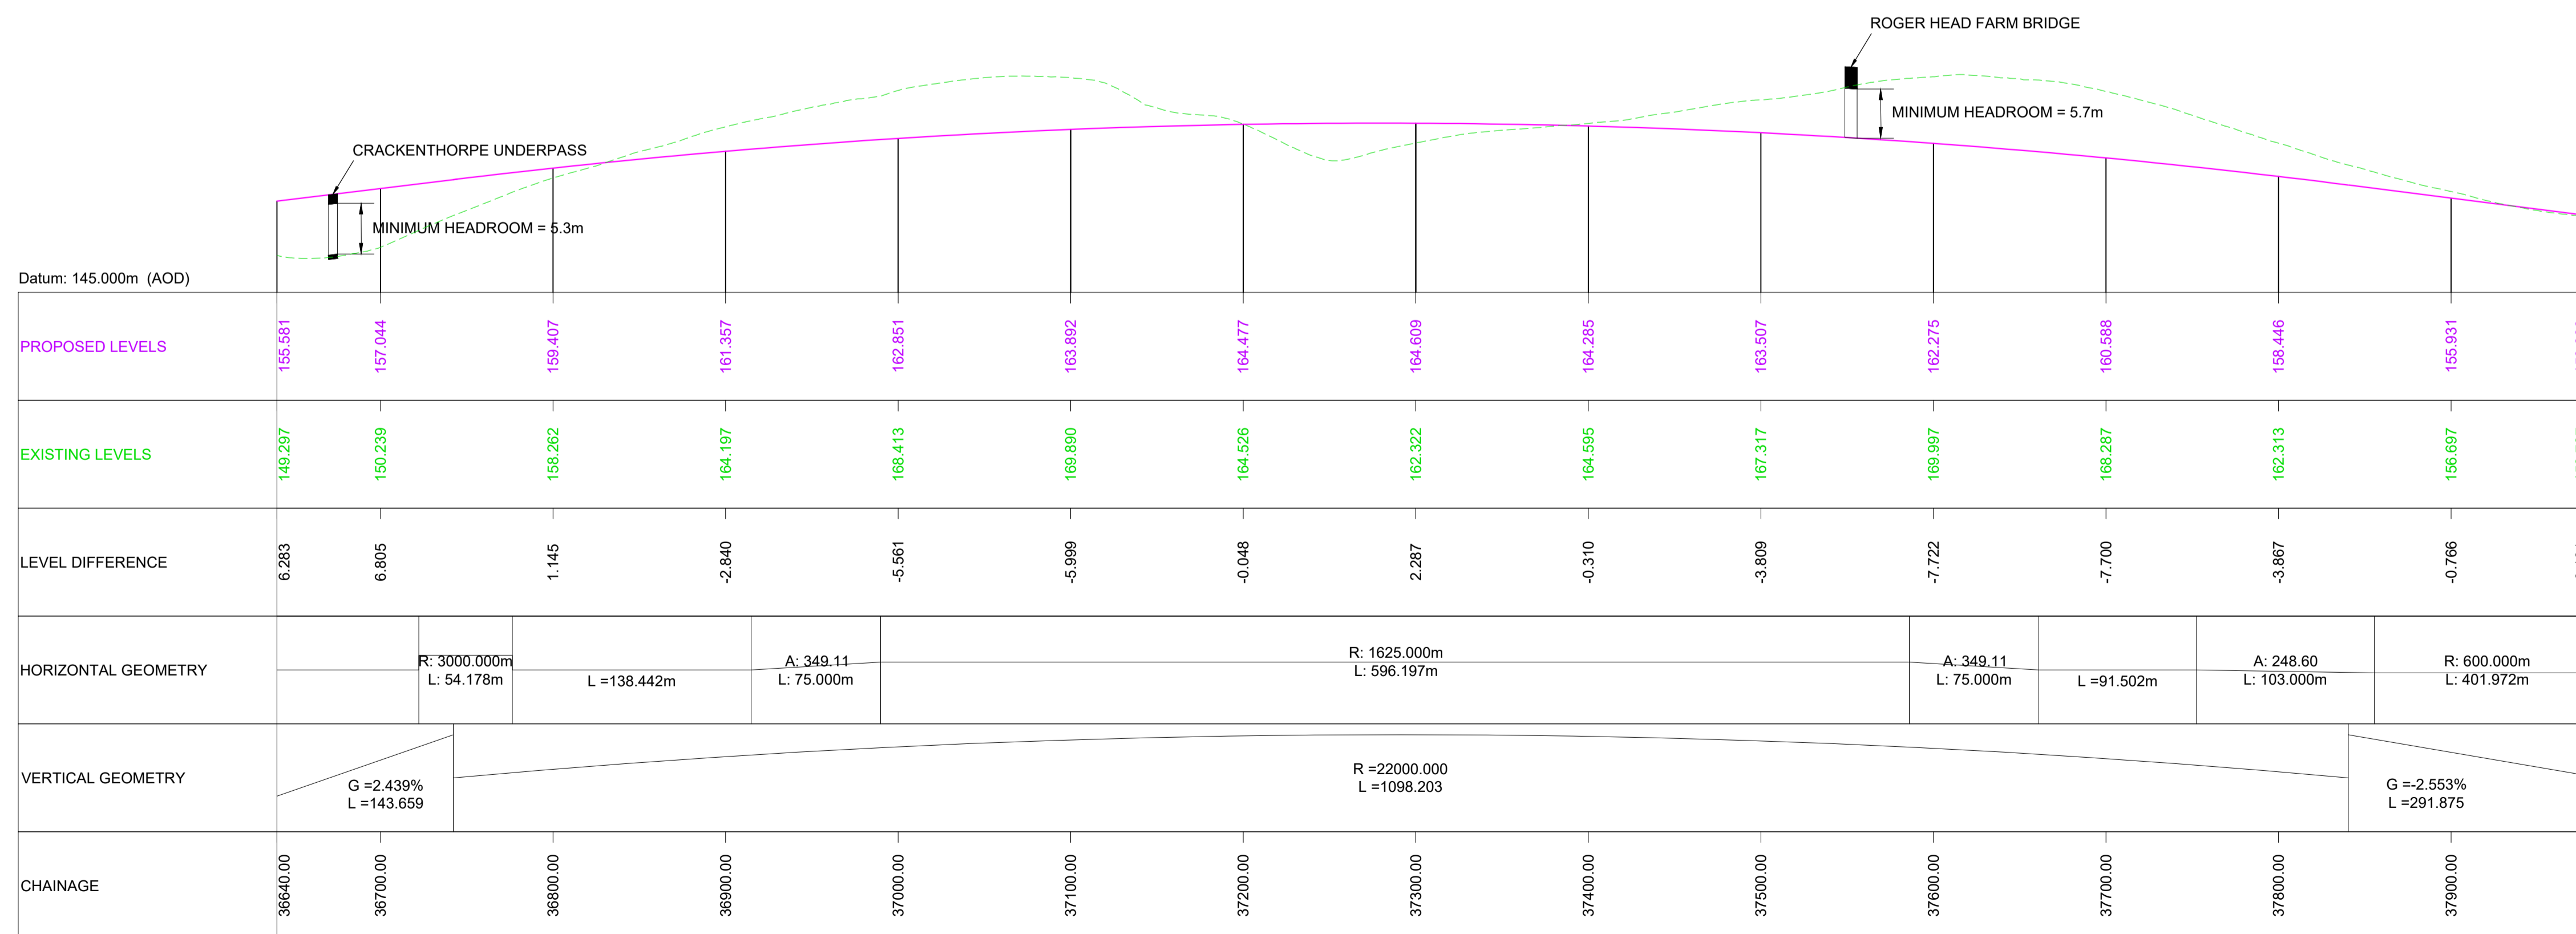 ROGER HEAD FARM BRIDGE
MINIMUM HEADROOM = 5.7m
CRACKENTHORPE UNDERPASS
MINIMUM HEADROOM = 5.3m
Datum: 145.000m (AOD)
PROPOSED LEVELS
155.581
157.044
159.407
161.357
162.851
163.892
164.477
164.609
164.285
163.507
162.275
160.588
158.446
155.931
EXISTING LEVELS
149.297
150.239
158.262
164.197
168.413
169.890
164.526
162.322
164.595
167.317
169.997
168.287
162.313
156.697
LEVEL DIFFERENCE
6.283
6.805
1.145
-2.840
-5.561
-5.999
-0.048
2.287
-0.310
-3.809
-7.722
-7.700
-3.867
-0.766
HORIZONTAL GEOMETRY
R: 3000.000m
L: 54.178m
L =138.442m
A: 349.11
L: 75.000m
R: 1625.000m
L: 596.197m
A: 349.11
L: 75.000m
L =91.502m
A: 248.60
L: 103.000m
R: 600.000m
L: 401.972m
VERTICAL GEOMETRY
G =2.439%
L =143.659
R =22000.000
L =1098.203
G =-2.553%
L =291.875
CHAINAGE
36640.00
36700.00
36800.00
36900.00
37000.00
37100.00
37200.00
37300.00
37400.00
37500.00
37600.00
37700.00
37800.00
37900.00